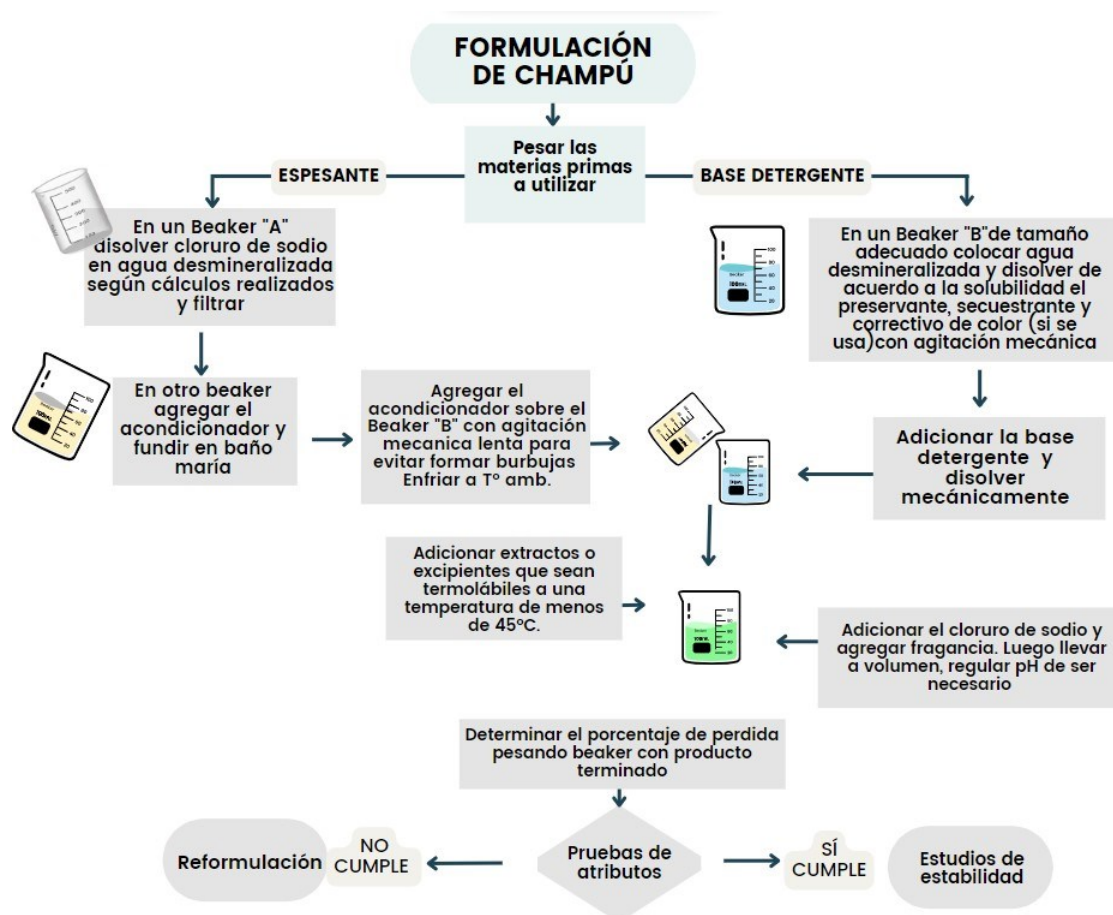 FORMULACIÓN
DE CHAMPÚ
Pesar las
materias primas
a utilizar
ESPESANTE
BASE DETERGENTE
En un Beaker "A"
disolver cloruro de sodio
en agua desmineralizada
según cálculos realizados
y filtrar
En un Beaker "B"de tamaño
adecuado colocar agua
desmineralizada y disolver de
acuerdo a la solubilidad el
preservante, secuestrante y
correctivo de color (si se
usa)con agitación mecánica
En otro beaker
agregar el
acondicionador y
fundir en baño
maría
Agregar el
acondicionador sobre el
Beaker "B" con agitación
mecanica lenta para
evitar formar burbujas
Enfriar a T° amb.
Adicionar la base
detergente y
disolver
mecánicamente
Adicionar extractos o
excipientes que sean
termolábiles a una
temperatura de menos
de 45°C.
Adicionar el cloruro de sodio y
agregar fragancia. Luego llevar
a volumen, regular pH de ser
necesario
Determinar el porcentaje de perdida
pesando beaker con producto
terminado
Reformulación
NO
CUMPLE
Pruebas de
atributos
SÍ
CUMPLE
Estudios de
estabilidad